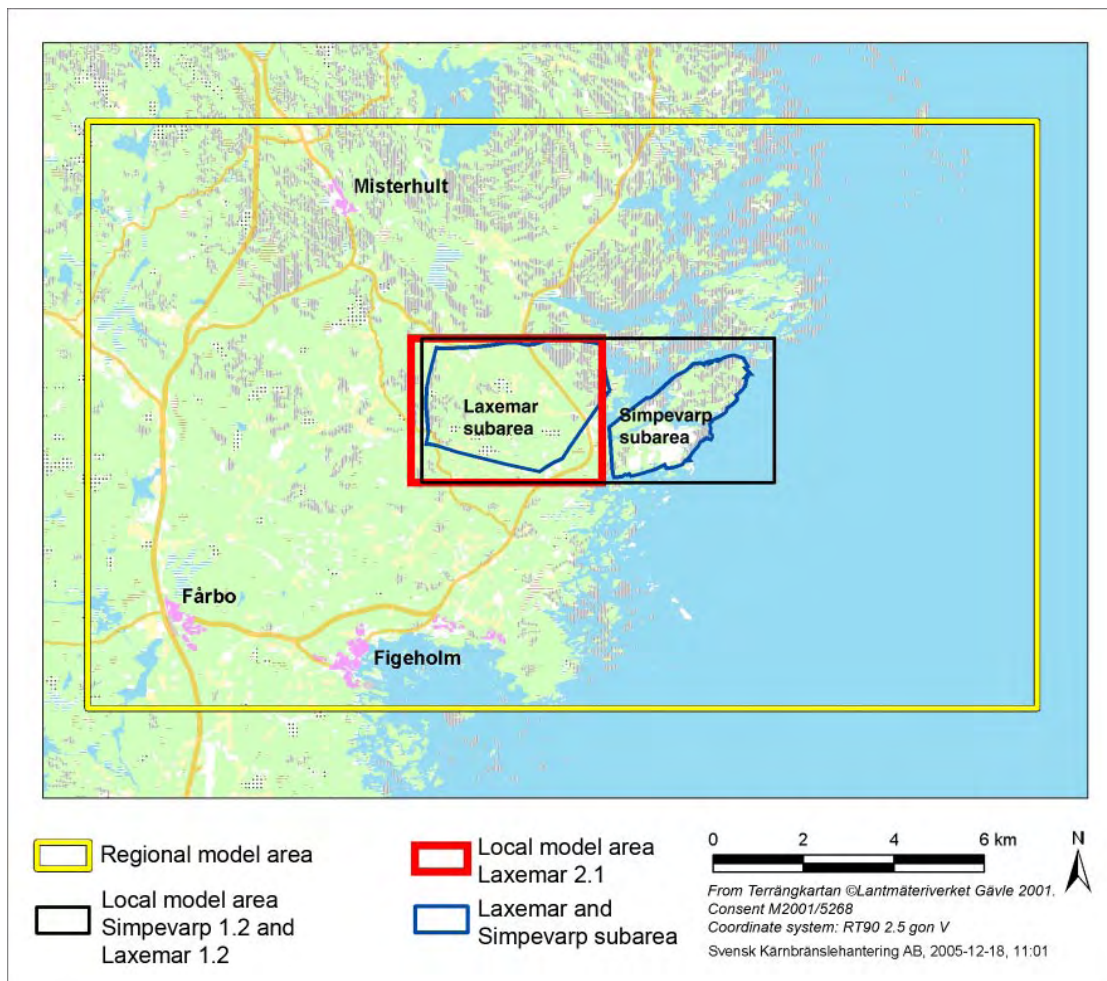 Misterhult
Laxemar
subarea
Simpevarp
subarea
Fårbo
Figeholm
Regional model area
Local model area
Simpevarp 1.2 and
Laxemar 1.2
Local model area
Laxemar 2.1
Laxemar and
Simpevarp subarea
0 2 4 6 km
N
From Terrängkartan ©Lantmäteriverket Gävle 2001.
Consent M2001/5268
Coordinate system: RT90 2.5 gon V
Svensk Kärnbränslehantering AB, 2005-12-18, 11:01